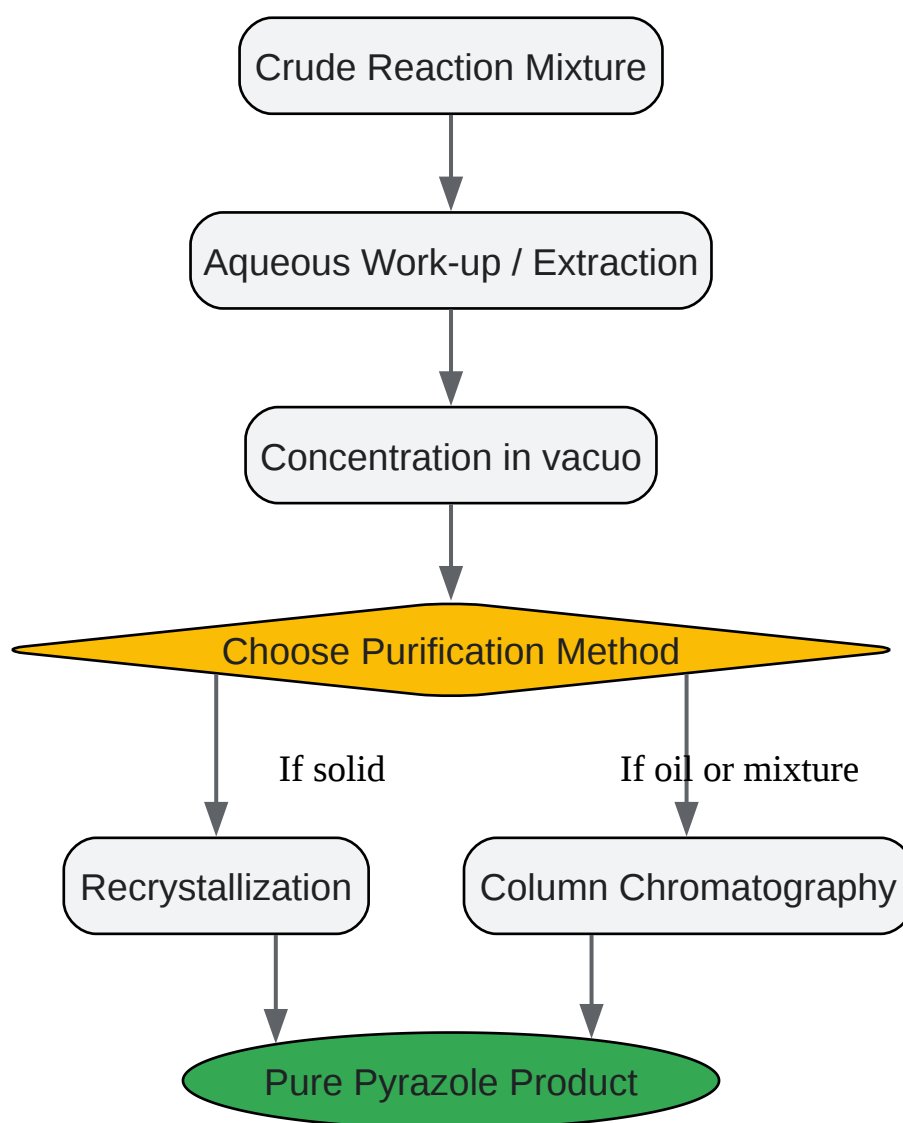 Crude Reaction Mixture
Aqueous Work-up / Extraction
Concentration in vacuo
Choose Purification Method
If solid
If oil or mixture
Recrystallization
Column Chromatography
Pure Pyrazole Product